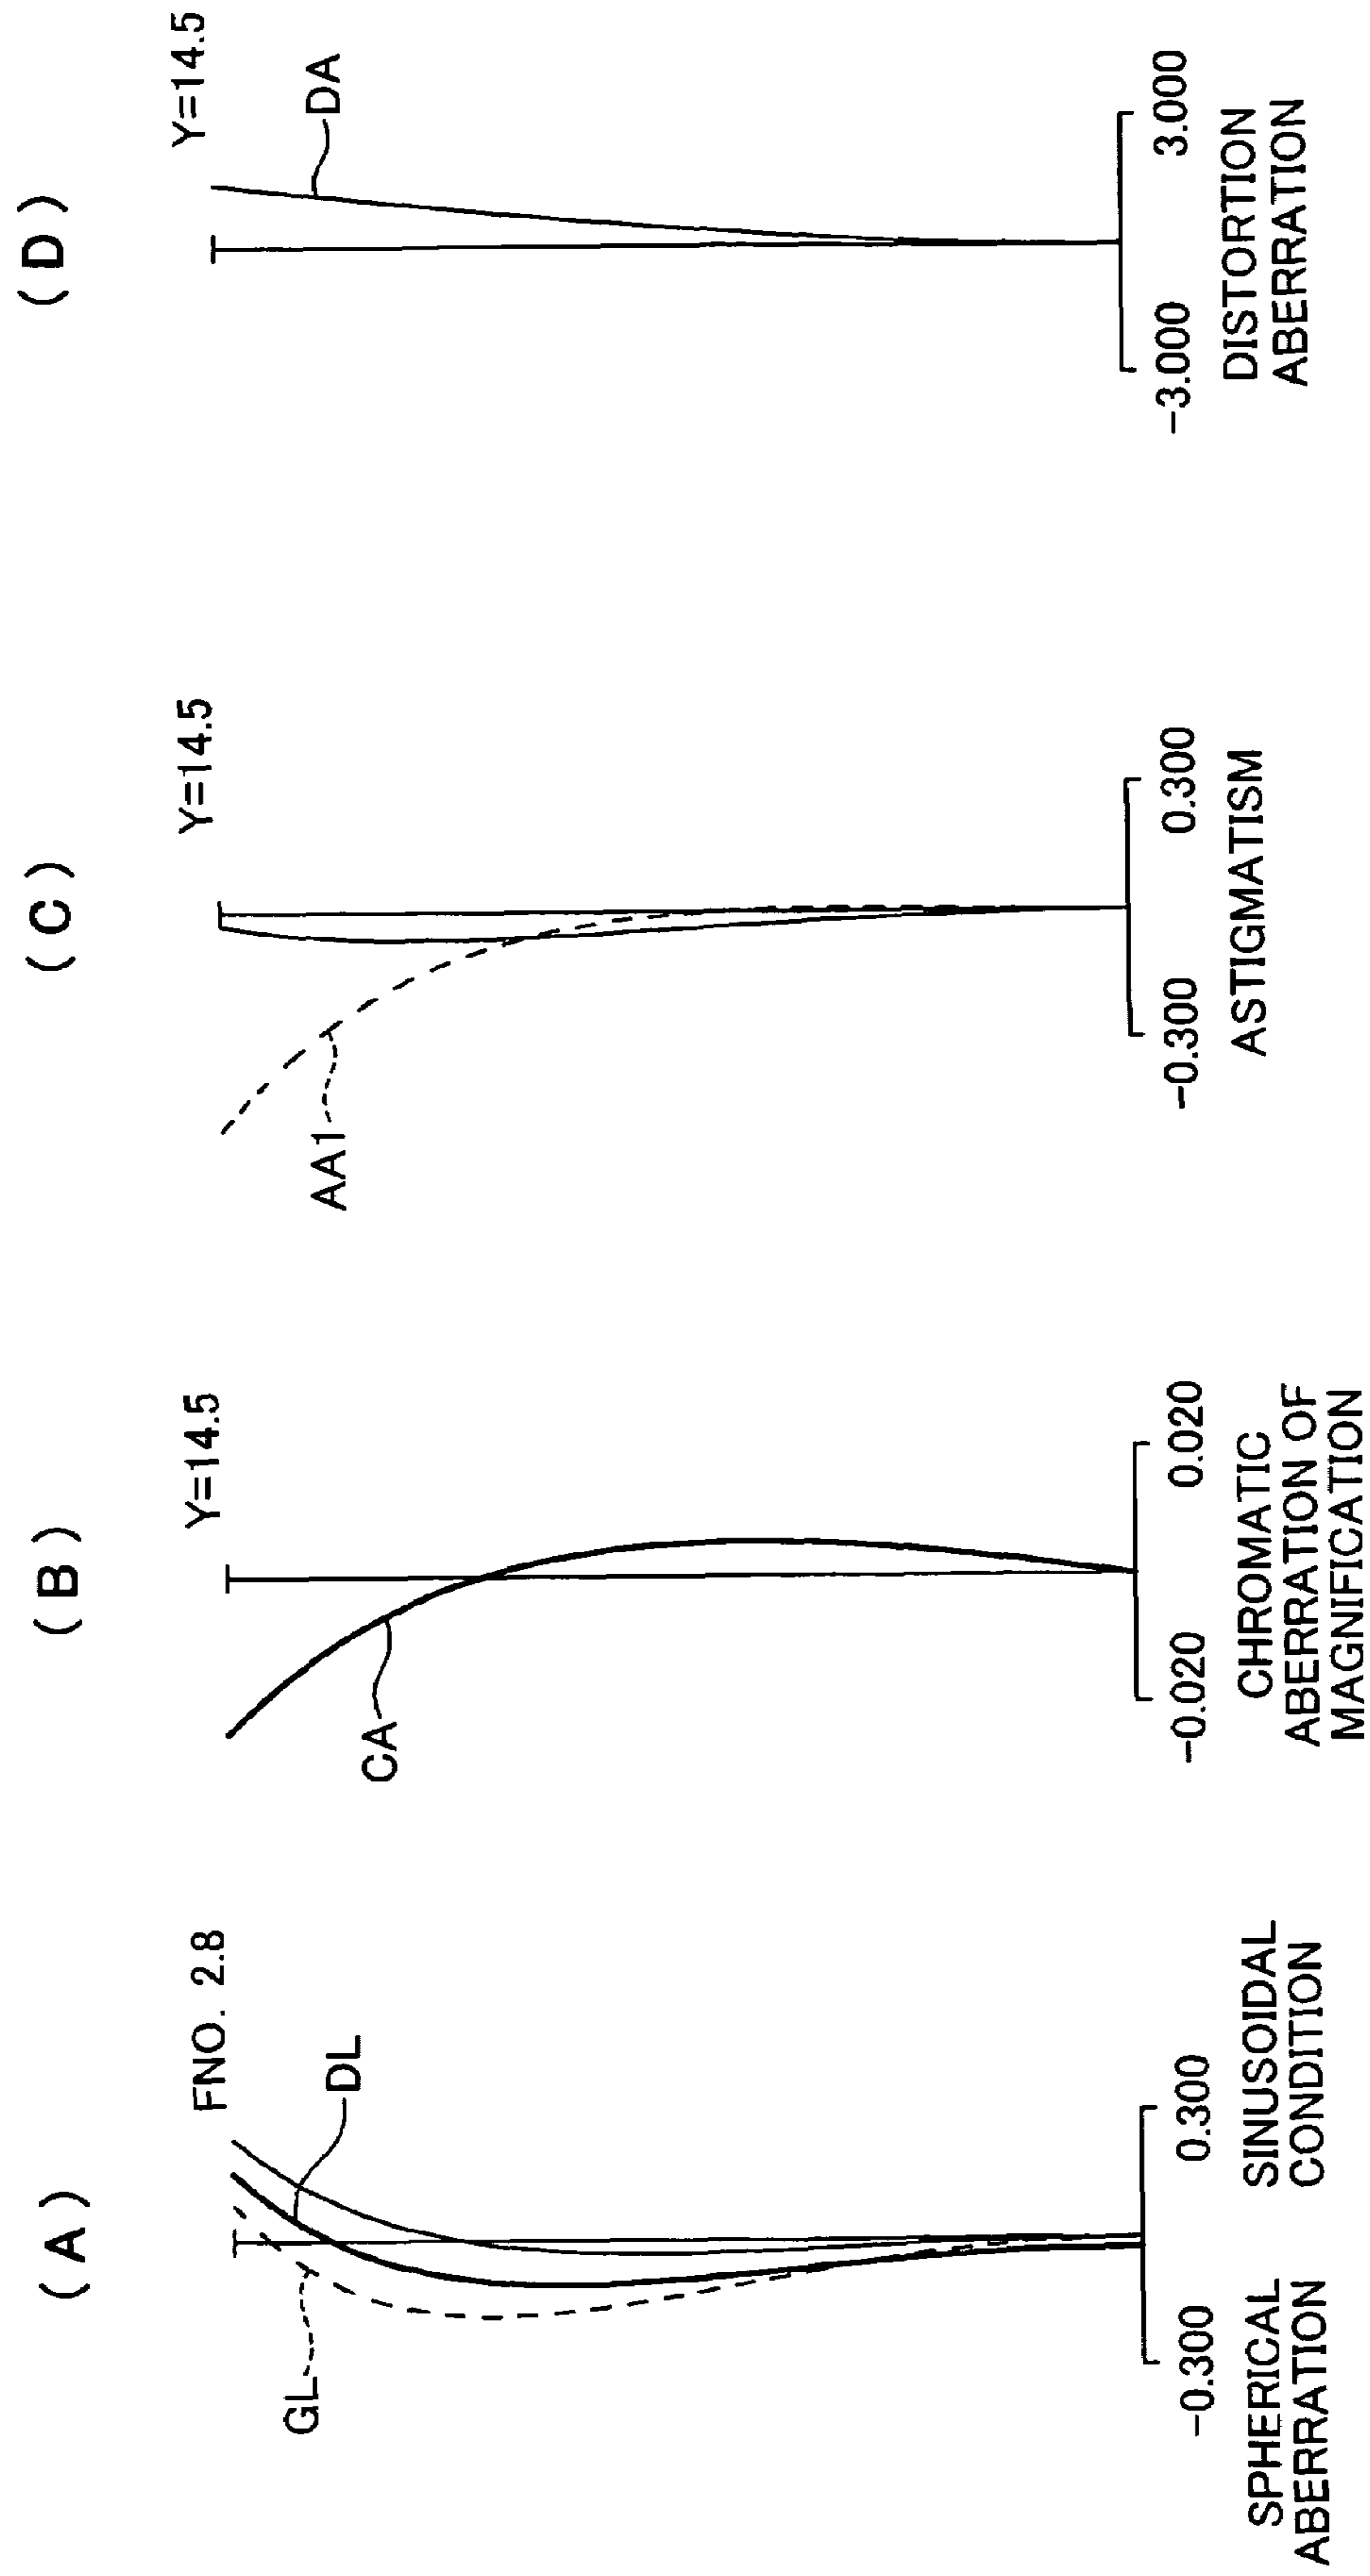 (A)
FNO. 2.8
DL
GL
-0.300
0.300
SPHERICAL
ABERRATION
SINUSOIDAL
CONDITION
(B)
Y=14.5
CA
-0.020
0.020
CHROMATIC
ABERRATION OF
MAGNIFICATION
(C)
Y=14.5
AA1
-0.300
0.300
ASTIGMATISM
(D)
Y=14.5
DA
-3.000
3.000
DISTORTION
ABERRATION